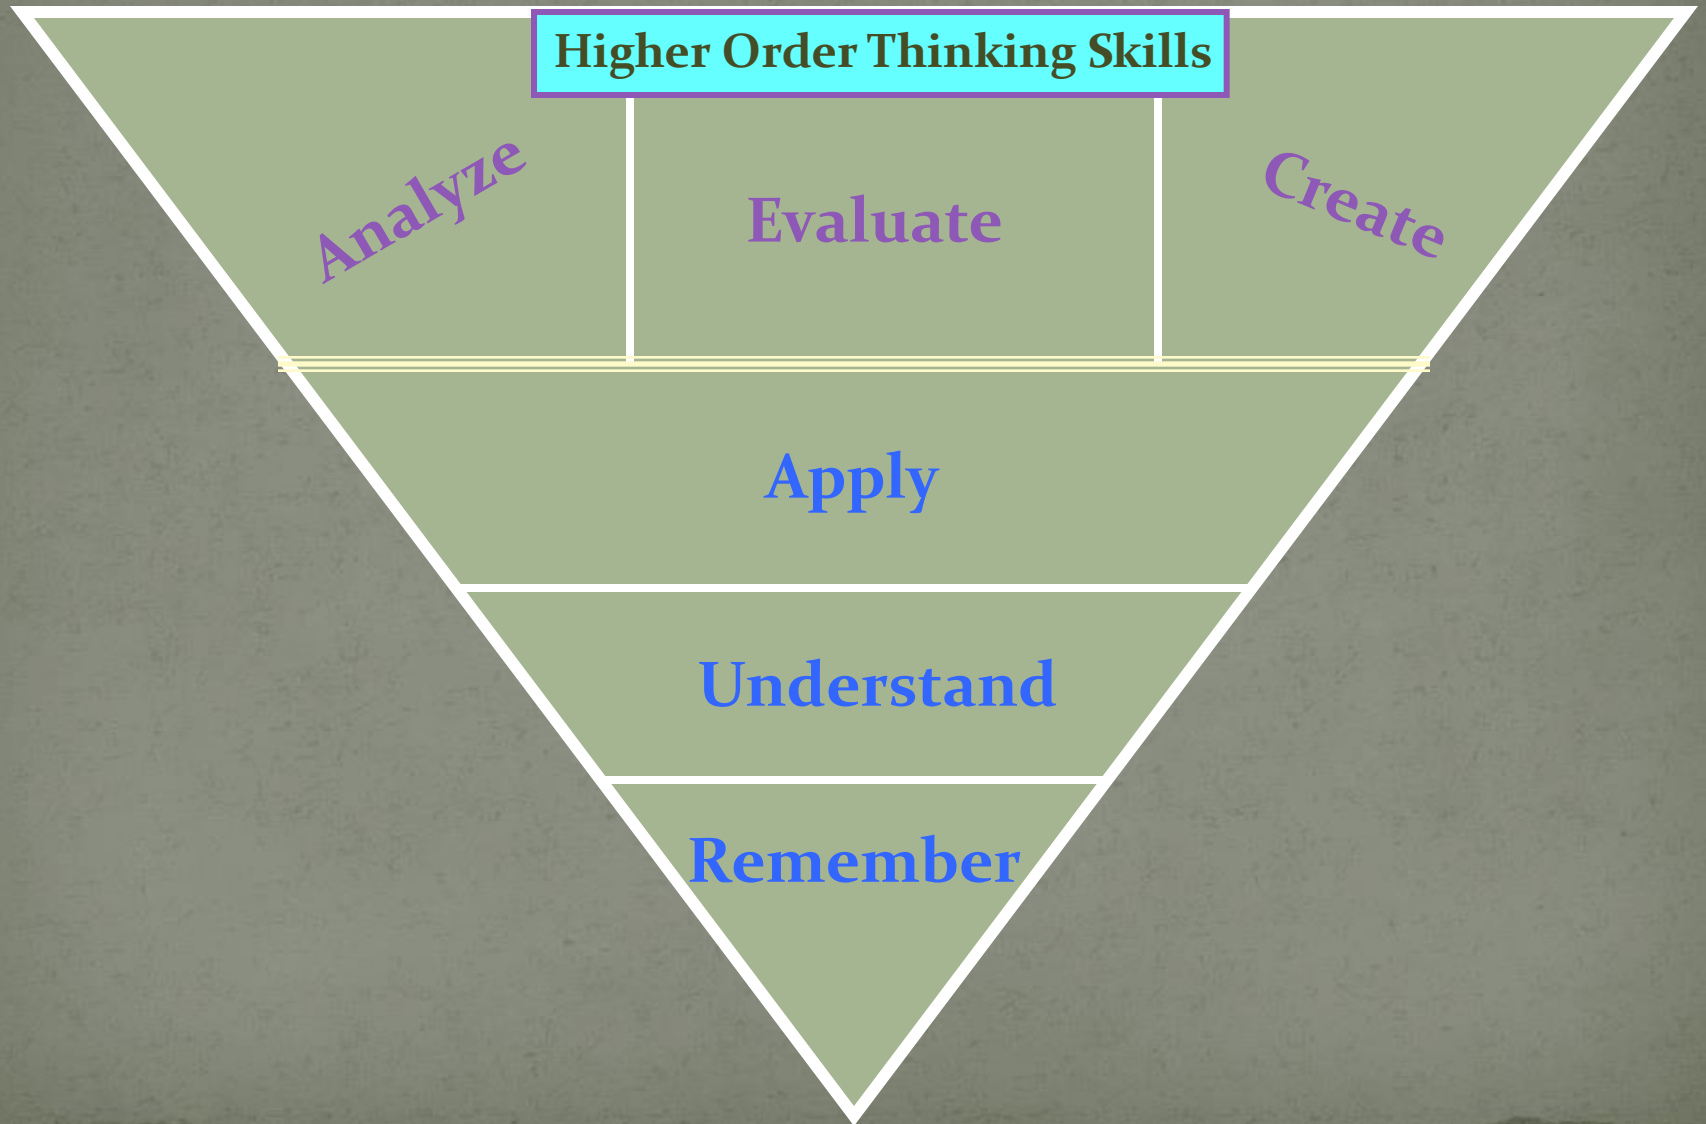 Higher Order Thinking Skills
Analyze
Evaluate
Create
Apply
Understand
Remember